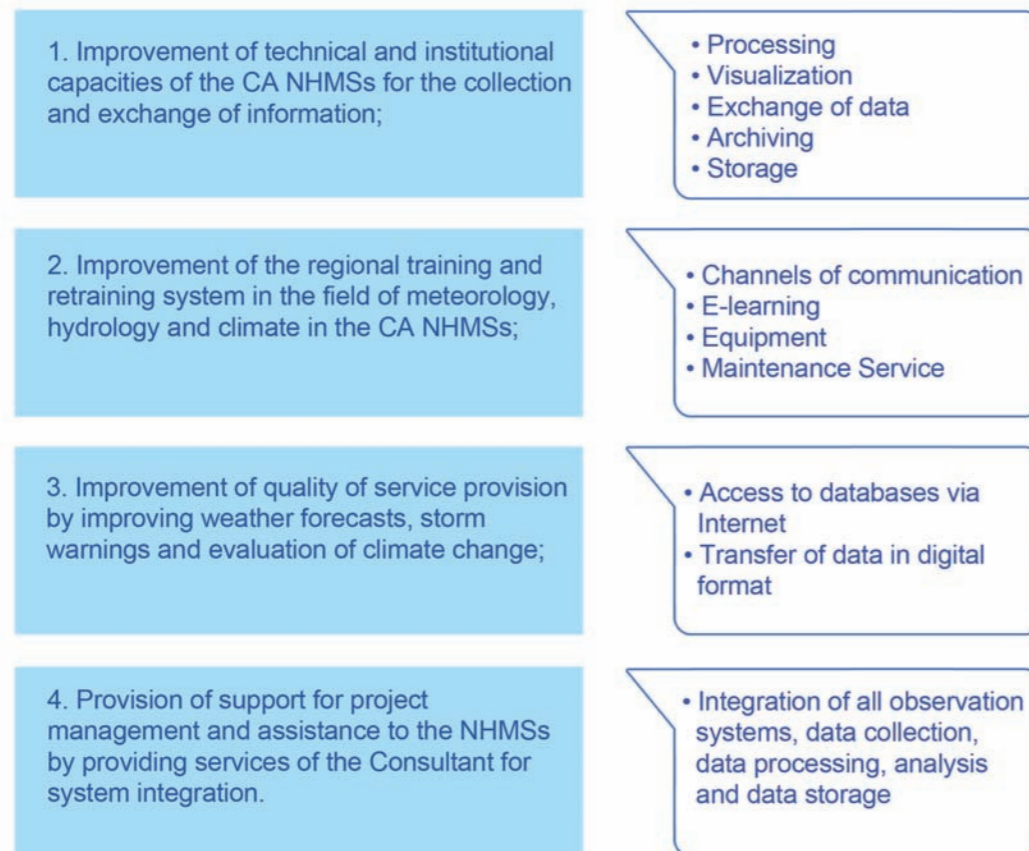 1. Improvement of technical and institutional
capacities of the CA NHMSs for the collection
and exchange of information;
• Processing
• Visualization
• Exchange of data
• Archiving
• Storage
2. Improvement of the regional training and
retraining system in the field of meteorology,
hydrology and climate in the CA NHMSs;
• Channels of communication
• E-learning
• Equipment
• Maintenance Service
3. Improvement of quality of service provision
by improving weather forecasts, storm
warnings and evaluation of climate change;
• Access to databases via
Internet
• Transfer of data in digital
format
4. Provision of support for project
management and assistance to the NHMSs
by providing services of the Consultant for
system integration.
• Integration of all observation
systems, data collection,
data processing, analysis
and data storage